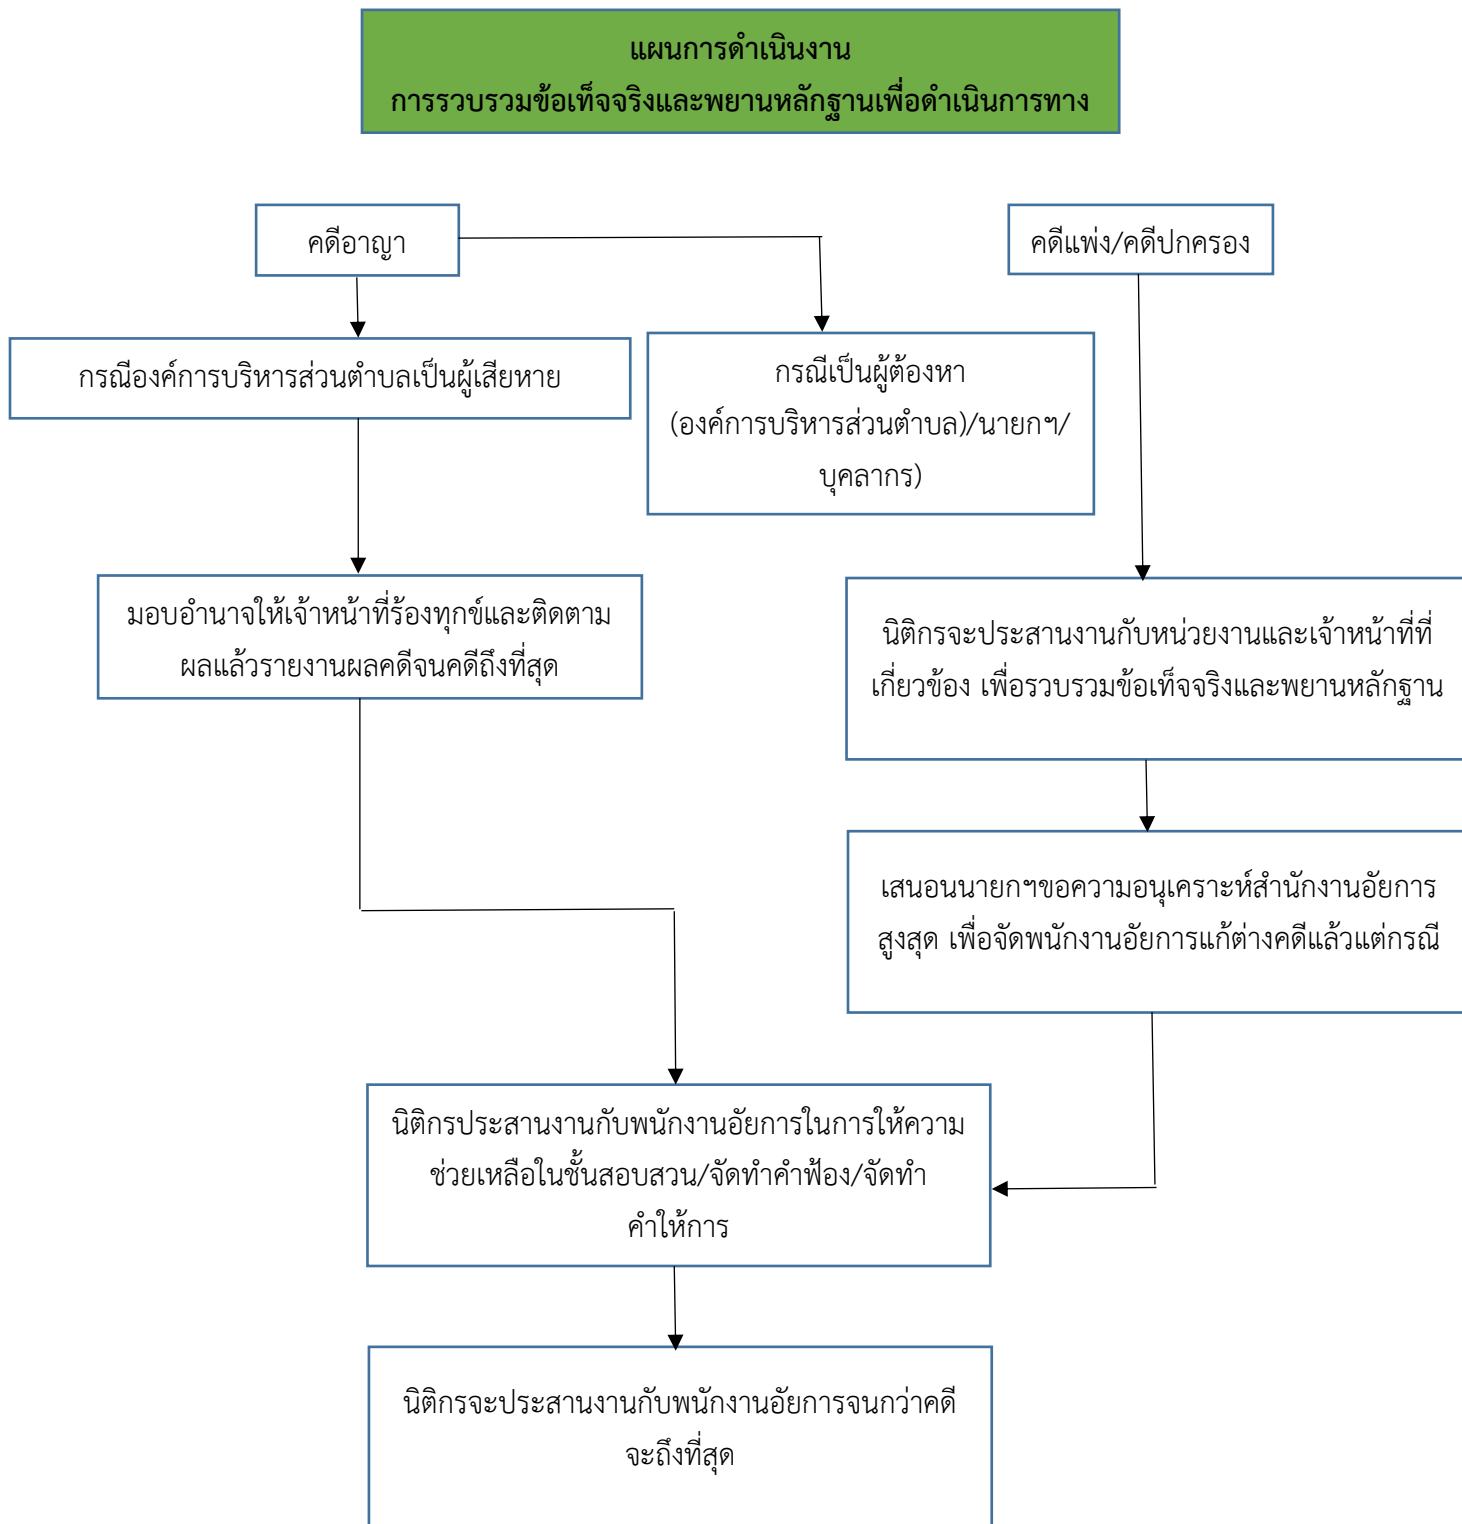 แผนการดำเนินงาน
การรวบรวมข้อเท็จจริงและพยานหลักฐานเพื่อดำเนินการทาง
คดีอาญา
คดีแพ่ง/คดีปกครอง
กรณีองค์การบริหารส่วนตำบลเป็นผู้เสียหาย
กรณีเป็นผู้ต้องหา
(องค์การบริหารส่วนตำบล)/นายกฯ/
บุคลากร)
มอบอำนาจให้เจ้าหน้าที่ร้องทุกข์และติดตาม
ผลแล้วรายงานผลคดีจนคดีถึงที่สุด
นิติกรจะประสานงานกับหน่วยงานและเจ้าหน้าที่ที่
เกี่ยวข้อง เพื่อรวบรวมข้อเท็จจริงและพยานหลักฐาน
เสนอนนายกฯขอความอนุเคราะห์สำนักงานอัยการ
สูงสุด เพื่อจัดพนักงานอัยการแก้ต่างคดีแล้วแต่กรณี
นิติกรประสานงานกับพนักงานอัยการในการให้ความ
ช่วยเหลือในชั้นสอบสวน/จัดทำคำฟ้อง/จัดทำ
คำให้การ
นิติกรจะประสานงานกับพนักงานอัยการจนกว่าคดี
จะถึงที่สุด